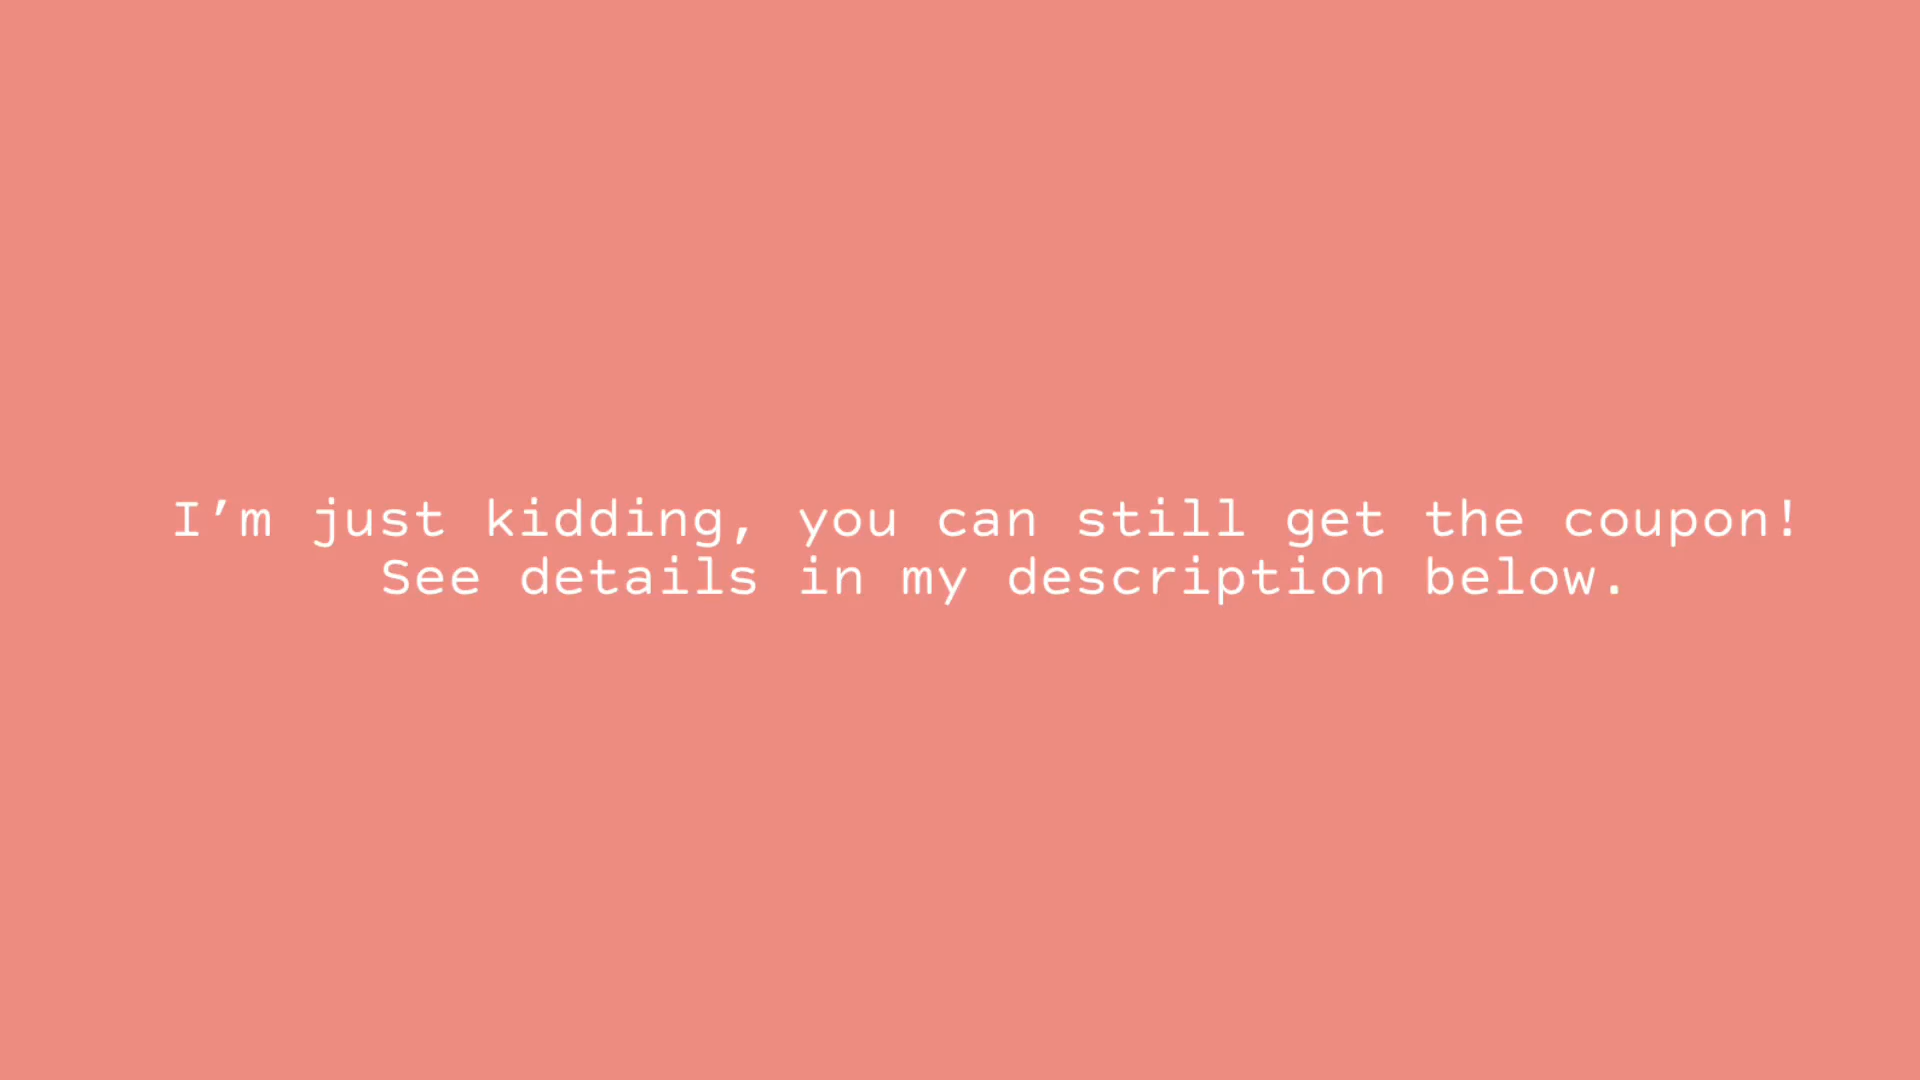 I’m just kidding, you can still get the coupon!
See details in my description below.